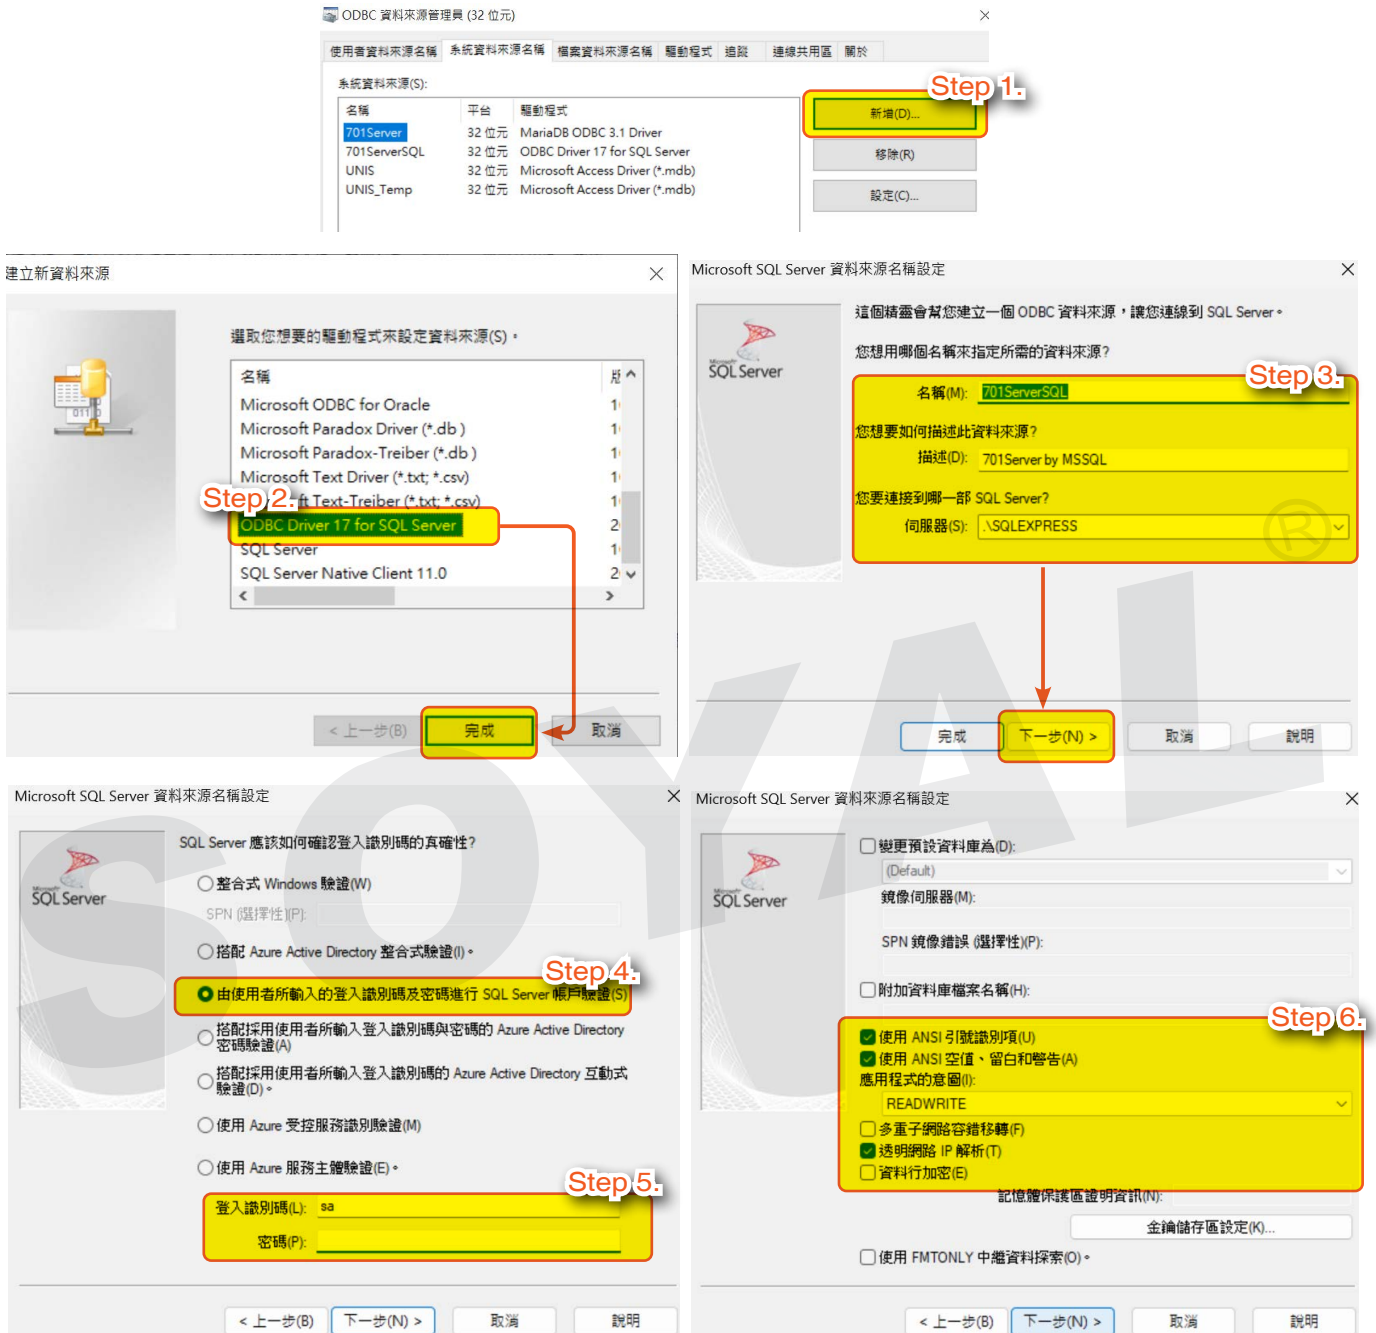 ODBC 資料來源管理員 (32 位元)
使用者資料來源名稱 系統資料來源名稱 檔案資料來源名稱 驅動程式 追蹤 連線共用區 關於
系統資料來源(S):
Step 1.
名稱 平台 驅動程式
701Server 32 位元 MariaDB ODBC 3.1 Driver
701ServerSQL 32 位元 ODBC Driver 17 for SQL Server
UNIS 32 位元 Microsoft Access Driver (*.mdb)
UNIS_Temp 32 位元 Microsoft Access Driver (*.mdb)
新增(D)...
移除(R)
設定(C)...
建立新資料來源
選取您想要的驅動程式來設定資料來源(S)。
名稱
Microsoft ODBC for Oracle 1
Microsoft Paradox Driver (*.db ) 1
Microsoft Paradox-Treiber (*.db ) 1
Microsoft Text Driver (*.txt; *.csv) 1
Step 2.
ft Text-Treiber (*.txt; *.csv) 1
ODBC Driver 17 for SQL Server 2
SQL Server 1
SQL Server Native Client 11.0 2
< 上一步(B) 完成 取消
Microsoft SQL Server 資料來源名稱設定
Microsoft
SQL Server
這個精靈會幫您建立一個 ODBC 資料來源，讓您連線到 SQL Server。
您想用哪個名稱來指定所需的資料來源?
Step 3.
名稱(M): 701ServerSQL
您想要如何描述此資料來源?
描述(D): 701Server by MSSQL
您要連接到哪一部 SQL Server?
伺服器(S): .\SQLEXPRESS
完成 下一步(N) > 取消 說明
Microsoft SQL Server 資料來源名稱設定
Microsoft
SQL Server
SQL Server 應該如何確認登入識別碼的真確性?
整合式 Windows 驗證(W)
SPN (選擇性)(P):
搭配 Azure Active Directory 整合式驗證(I)。
Step 4.
由使用者所輸入的登入識別碼及密碼進行 SQL Server 帳戶驗證(S)
搭配採用使用者所輸入登入識別碼與密碼的 Azure Active Directory
密碼驗證(A)
搭配採用使用者所輸入登入識別碼的 Azure Active Directory 互動式
驗證(D)。
使用 Azure 受控服務識別驗證(M)
使用 Azure 服務主體驗證(E)。
Step 5.
登入識別碼(L): sa
密碼(P):
< 上一步(B) 下一步(N) > 取消 說明
Microsoft SQL Server 資料來源名稱設定
Microsoft
SQL Server
變更預設資料庫為(D):
(Default)
鏡像伺服器(M):
SPN 鏡像錯誤 (選擇性)(P):
附加資料庫檔案名稱(H):
Step 6.
使用 ANSI 引號識別項(U)
使用 ANSI 空值、留白和警告(A)
應用程式的意圖(I):
READWRITE
多重子網路容錯移轉(F)
透明網路 IP 解析(T)
資料行加密(E)
記憶體保護區證明資訊(N):
金鑰儲存區設定(K)...
使用 FMTONLY 中繼資料探索(O)。
< 上一步(B) 下一步(N) > 取消 說明
SOYAL®